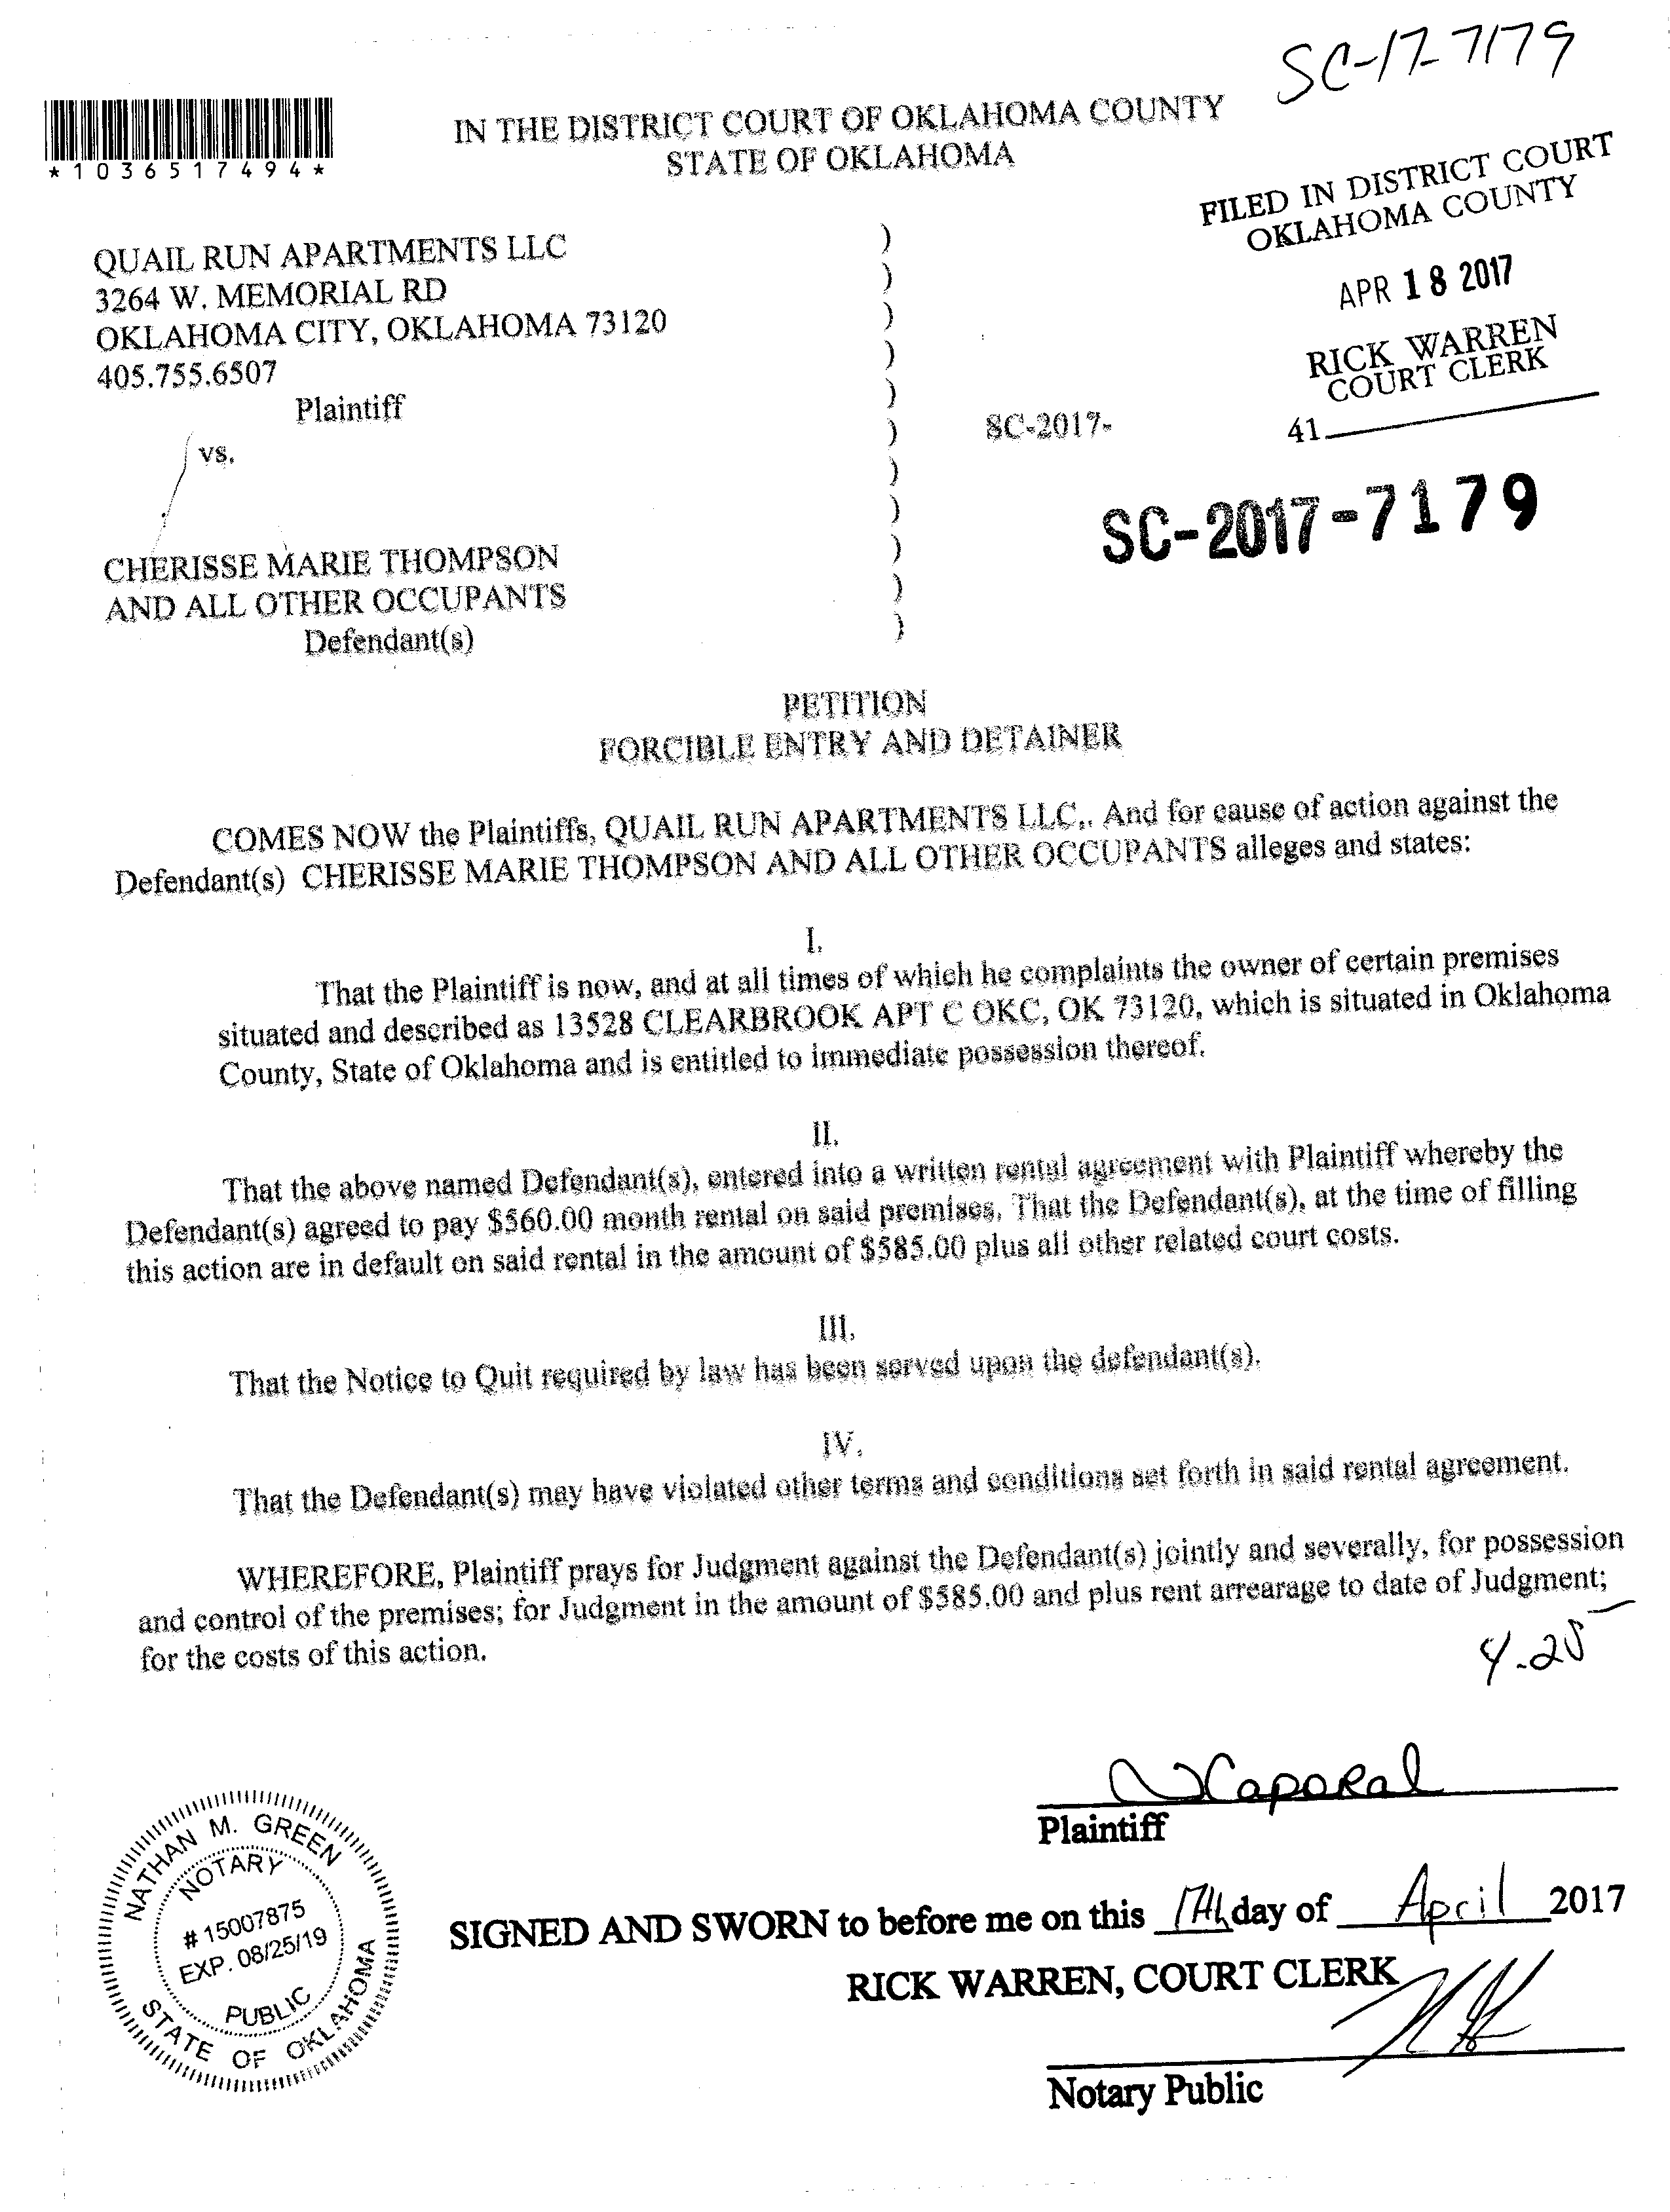 SC-17-7179
*1036517494*
IN THE DISTRICT COURT OF OKLAHOMA COUNTY
STATE OF OKLAHOMA
FILED IN DISTRICT COURT
OKLAHOMA COUNTY
APR 18 2017
RICK WARREN
COURT CLERK
41
QUAIL RUN APARTMENTS LLC )
3264 W. MEMORIAL RD )
OKLAHOMA CITY, OKLAHOMA 73120 )
405.755.6507 )
Plaintiff )
vs. ) SC-2017-
)
SC-2017-7179
)
CHERISSE MARIE THOMPSON )
AND ALL OTHER OCCUPANTS )
Defendant(s) )
PETITION
FORCIBLE ENTRY AND DETAINER
COMES NOW the Plaintiffs, QUAIL RUN APARTMENTS LLC,. And for cause of action against the
Defendant(s) CHERISSE MARIE THOMPSON AND ALL OTHER OCCUPANTS alleges and states:
I.
That the Plaintiff is now, and at all times of which he complaints the owner of certain premises
situated and described as 13528 CLEARBROOK APT C OKC, OK 73120, which is situated in Oklahoma
County, State of Oklahoma and is entitled to immediate possession thereof.
II.
That the above named Defendant(s), entered into a written rental agreement with Plaintiff whereby the
Defendant(s) agreed to pay $560.00 month rental on said premises. That the Defendant(s), at the time of filling
this action are in default on said rental in the amount of $585.00 plus all other related court costs.
III.
That the Notice to Quit required by law has been served upon the defendant(s).
IV.
That the Defendant(s) may have violated other terms and conditions set forth in said rental agreement.
WHEREFORE, Plaintiff prays for Judgment against the Defendant(s) jointly and severally, for possession
and control of the premises; for Judgment in the amount of $585.00 and plus rent arrearage to date of Judgment;
for the costs of this action.
4-25
Caporal
Plaintiff
NATHAN M. GREEN
NOTARY
# 15007875
EXP. 08/25/19
PUBLIC
STATE OF OKLAHOMA
SIGNED AND SWORN to before me on this 17th day of April 2017
RICK WARREN, COURT CLERK
Notary Public